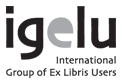 igelu
International
Group of Ex Libris Users